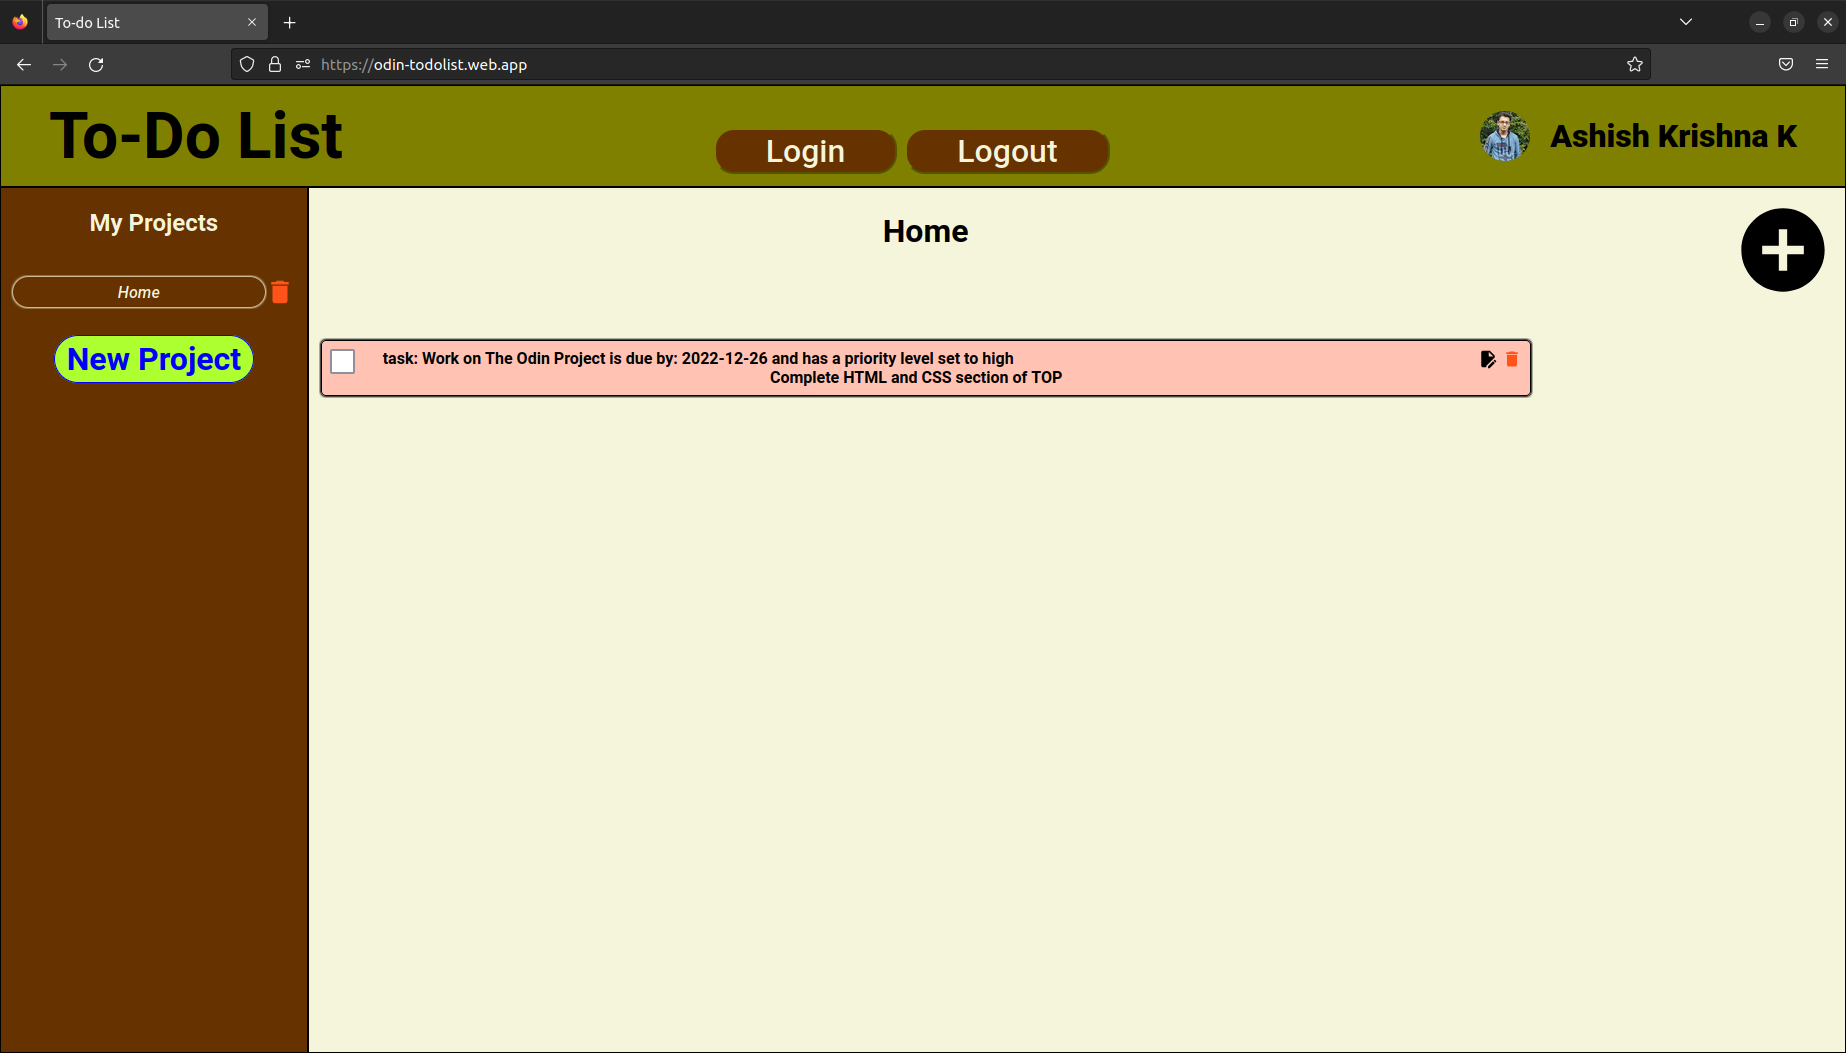 To-do List
https://odin-todolist.web.app
To-Do List
Login
Logout
Ashish Krishna K
My Projects
Home
New Project
Home
task: Work on The Odin Project is due by: 2022-12-26 and has a priority level set to high
Complete HTML and CSS section of TOP